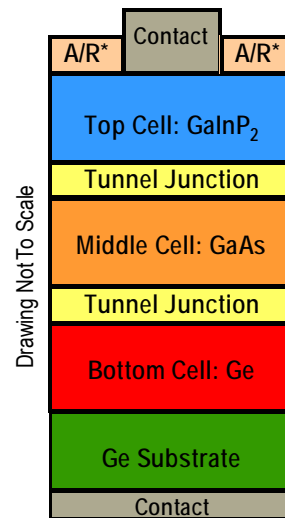 Contact
A/R* A/R*
Top Cell: GaInP₂
Tunnel Junction
Middle Cell: GaAs
Tunnel Junction
Bottom Cell: Ge
Ge Substrate
Contact
Drawing Not To Scale